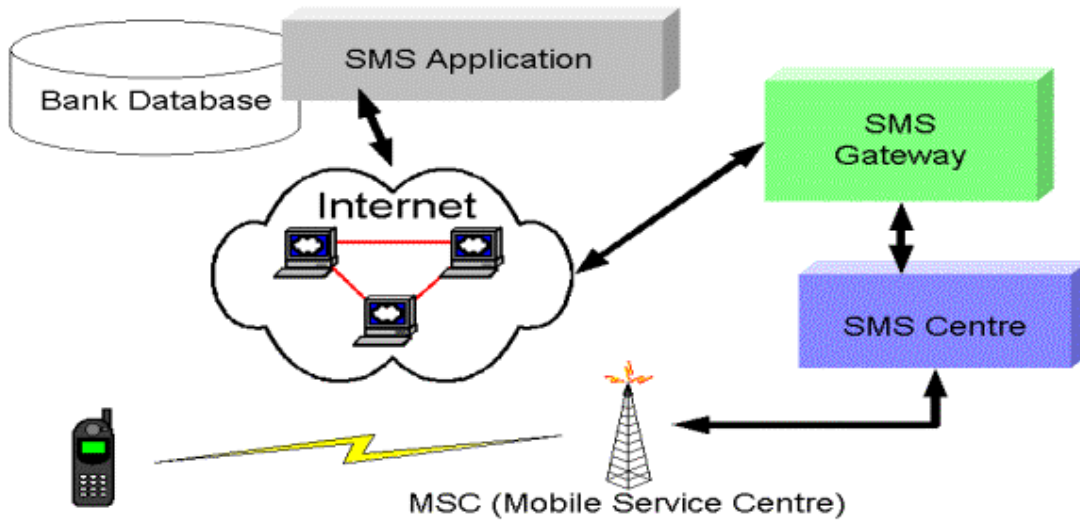 SMS Application
Bank Database
SMS
Gateway
Internet
SMS Centre
MSC (Mobile Service Centre)